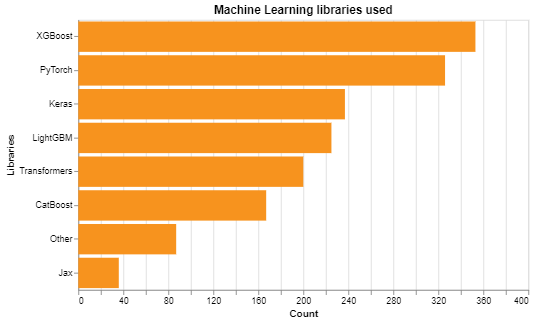 Machine Learning libraries used
Libraries
XGBoost
PyTorch
Keras
LightGBM
Transformers
CatBoost
Other
Jax
0 40 80 120 160 200 240 280 320 360 400
Count